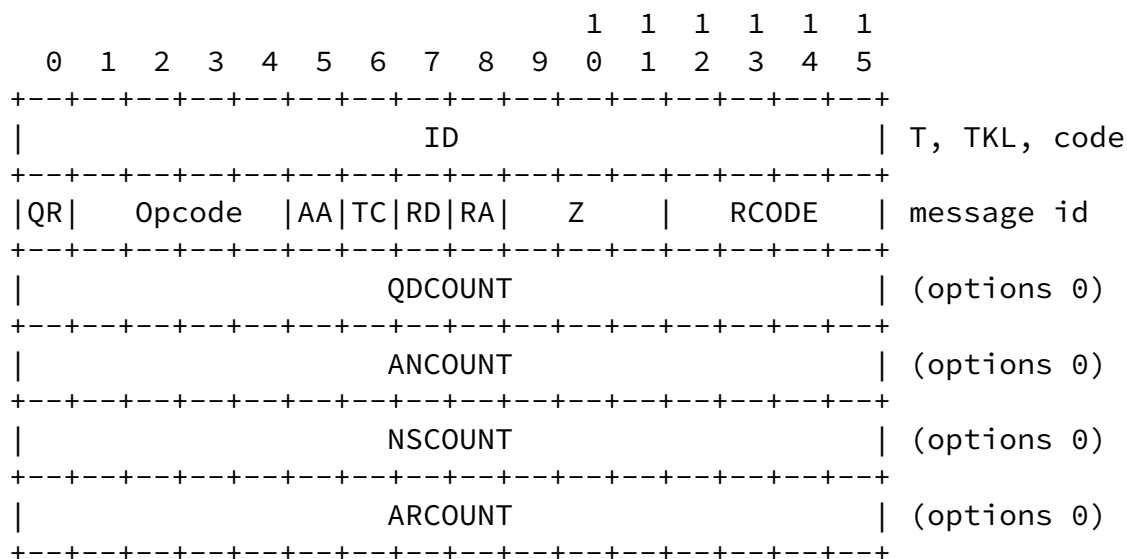 1  1  1  1  1  1
   0  1  2  3  4  5  6  7  8  9  0  1  2  3  4  5
 +--+--+--+--+--+--+--+--+--+--+--+--+--+--+--+--+
 |                      ID                       | T, TKL, code
 +--+--+--+--+--+--+--+--+--+--+--+--+--+--+--+--+
 |QR|   Opcode  |AA|TC|RD|RA|   Z    |   RCODE   | message id
 +--+--+--+--+--+--+--+--+--+--+--+--+--+--+--+--+
 |                    QDCOUNT                    | (options 0)
 +--+--+--+--+--+--+--+--+--+--+--+--+--+--+--+--+
 |                    ANCOUNT                    | (options 0)
 +--+--+--+--+--+--+--+--+--+--+--+--+--+--+--+--+
 |                    NSCOUNT                    | (options 0)
 +--+--+--+--+--+--+--+--+--+--+--+--+--+--+--+--+
 |                    ARCOUNT                    | (options 0)
 +--+--+--+--+--+--+--+--+--+--+--+--+--+--+--+--+